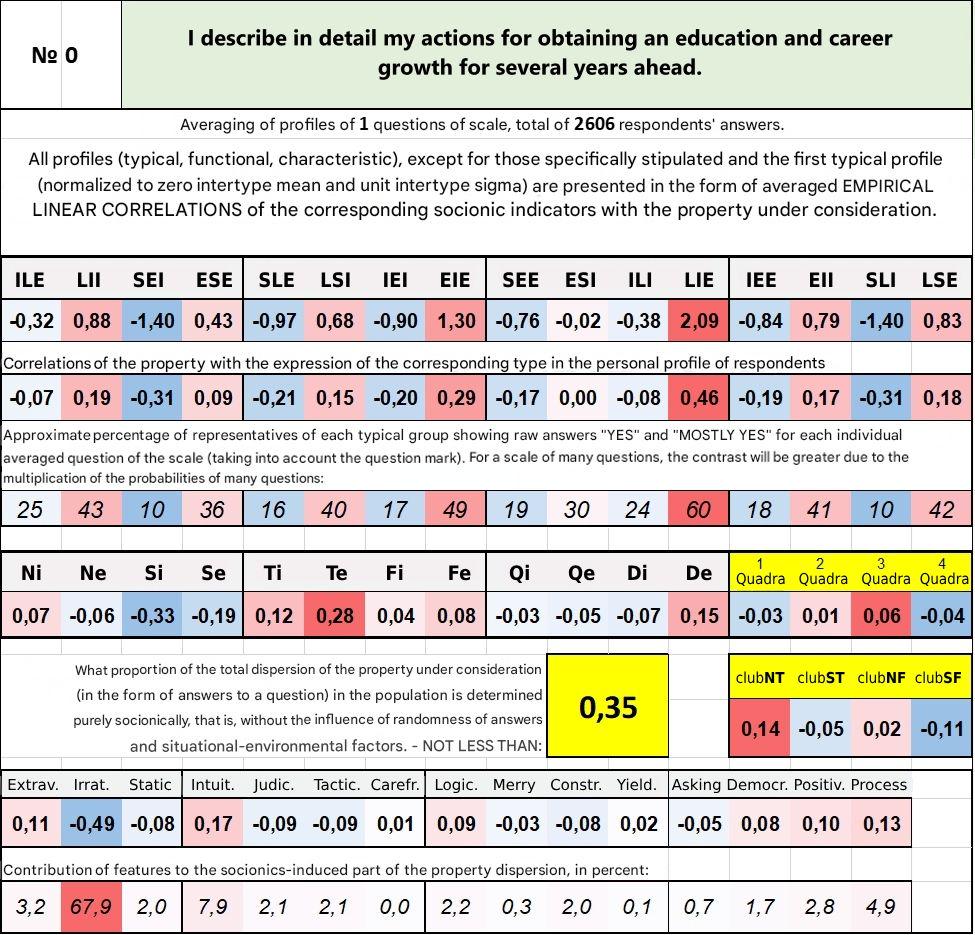 № 0
I describe in detail my actions for obtaining an education and career
growth for several years ahead.
Averaging of profiles of 1 questions of scale, total of 2606 respondents' answers.
All profiles (typical, functional, characteristic), except for those specifically stipulated and the first typical profile
(normalized to zero intertype mean and unit intertype sigma) are presented in the form of averaged EMPIRICAL
LINEAR CORRELATIONS of the corresponding socionic indicators with the property under consideration.
ILE LII SEI ESE SLE LSI IEI EIE SEE ESI ILI LIE IEE EII SLI LSE
-0,32 0,88 -1,40 0,43 -0,97 0,68 -0,90 1,30 -0,76 -0,02 -0,38 2,09 -0,84 0,79 -1,40 0,83
Correlations of the property with the expression of the corresponding type in the personal profile of respondents
-0,07 0,19 -0,31 0,09 -0,21 0,15 -0,20 0,29 -0,17 0,00 -0,08 0,46 -0,19 0,17 -0,31 0,18
Approximate percentage of representatives of each typical group showing raw answers "YES" and "MOSTLY YES" for each individual
averaged question of the scale (taking into account the question mark). For a scale of many questions, the contrast will be greater due to the
multiplication of the probabilities of many questions:
25 43 10 36 16 40 17 49 19 30 24 60 18 41 10 42
Ni Ne Si Se Ti Te Fi Fe Qi Qe Di De 1 Quadra 2 Quadra 3 Quadra 4 Quadra
0,07 -0,06 -0,33 -0,19 0,12 0,28 0,04 0,08 -0,03 -0,05 -0,07 0,15 -0,03 0,01 0,06 -0,04
What proportion of the total dispersion of the property under consideration
(in the form of answers to a question) in the population is determined
purely socionically, that is, without the influence of randomness of answers
and situational-environmental factors. - NOT LESS THAN:
0,35
clubNT clubST clubNF clubSF
0,14 -0,05 0,02 -0,11
Extrav. Irrat. Static Intuit. Judic. Tactic. Carefr. Logic. Merry Constr. Yield. Asking Democr. Positiv. Process
0,11 -0,49 -0,08 0,17 -0,09 -0,09 0,01 0,09 -0,03 -0,08 0,02 -0,05 0,08 0,10 0,13
Contribution of features to the socionics-induced part of the property dispersion, in percent:
3,2 67,9 2,0 7,9 2,1 2,1 0,0 2,2 0,3 2,0 0,1 0,7 1,7 2,8 4,9